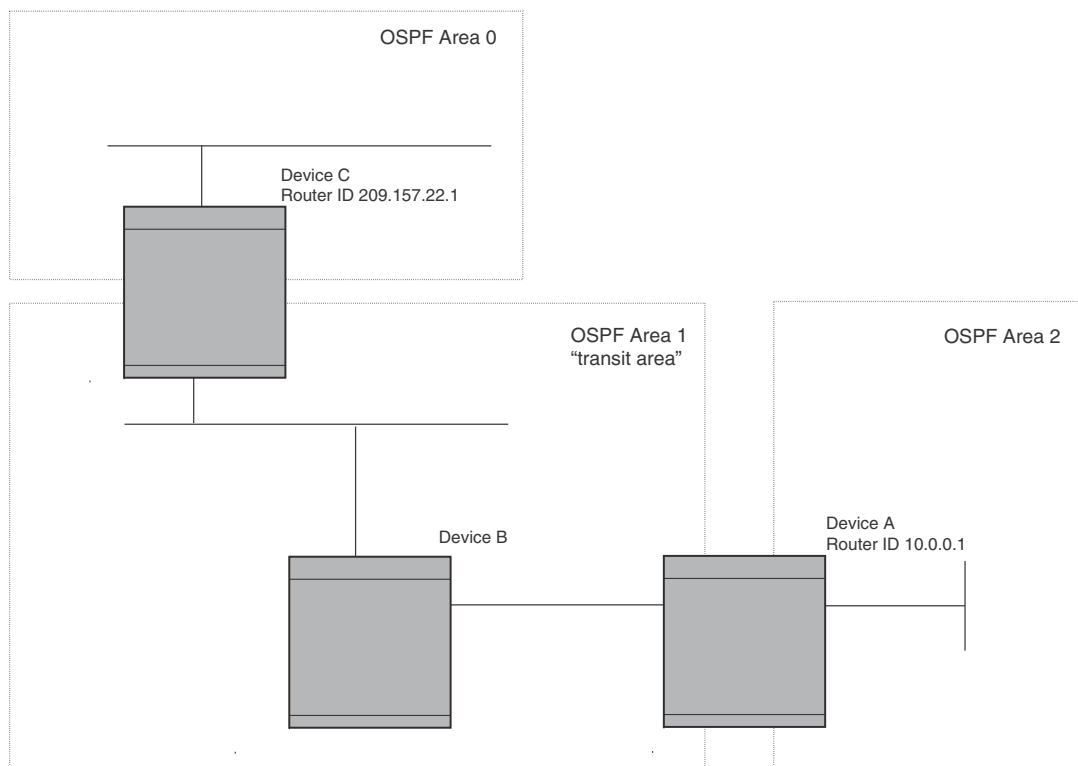 OSPF Area 0
Device C
Router ID 209.157.22.1
OSPF Area 1
“transit area”
OSPF Area 2
Device B
Device A
Router ID 10.0.0.1